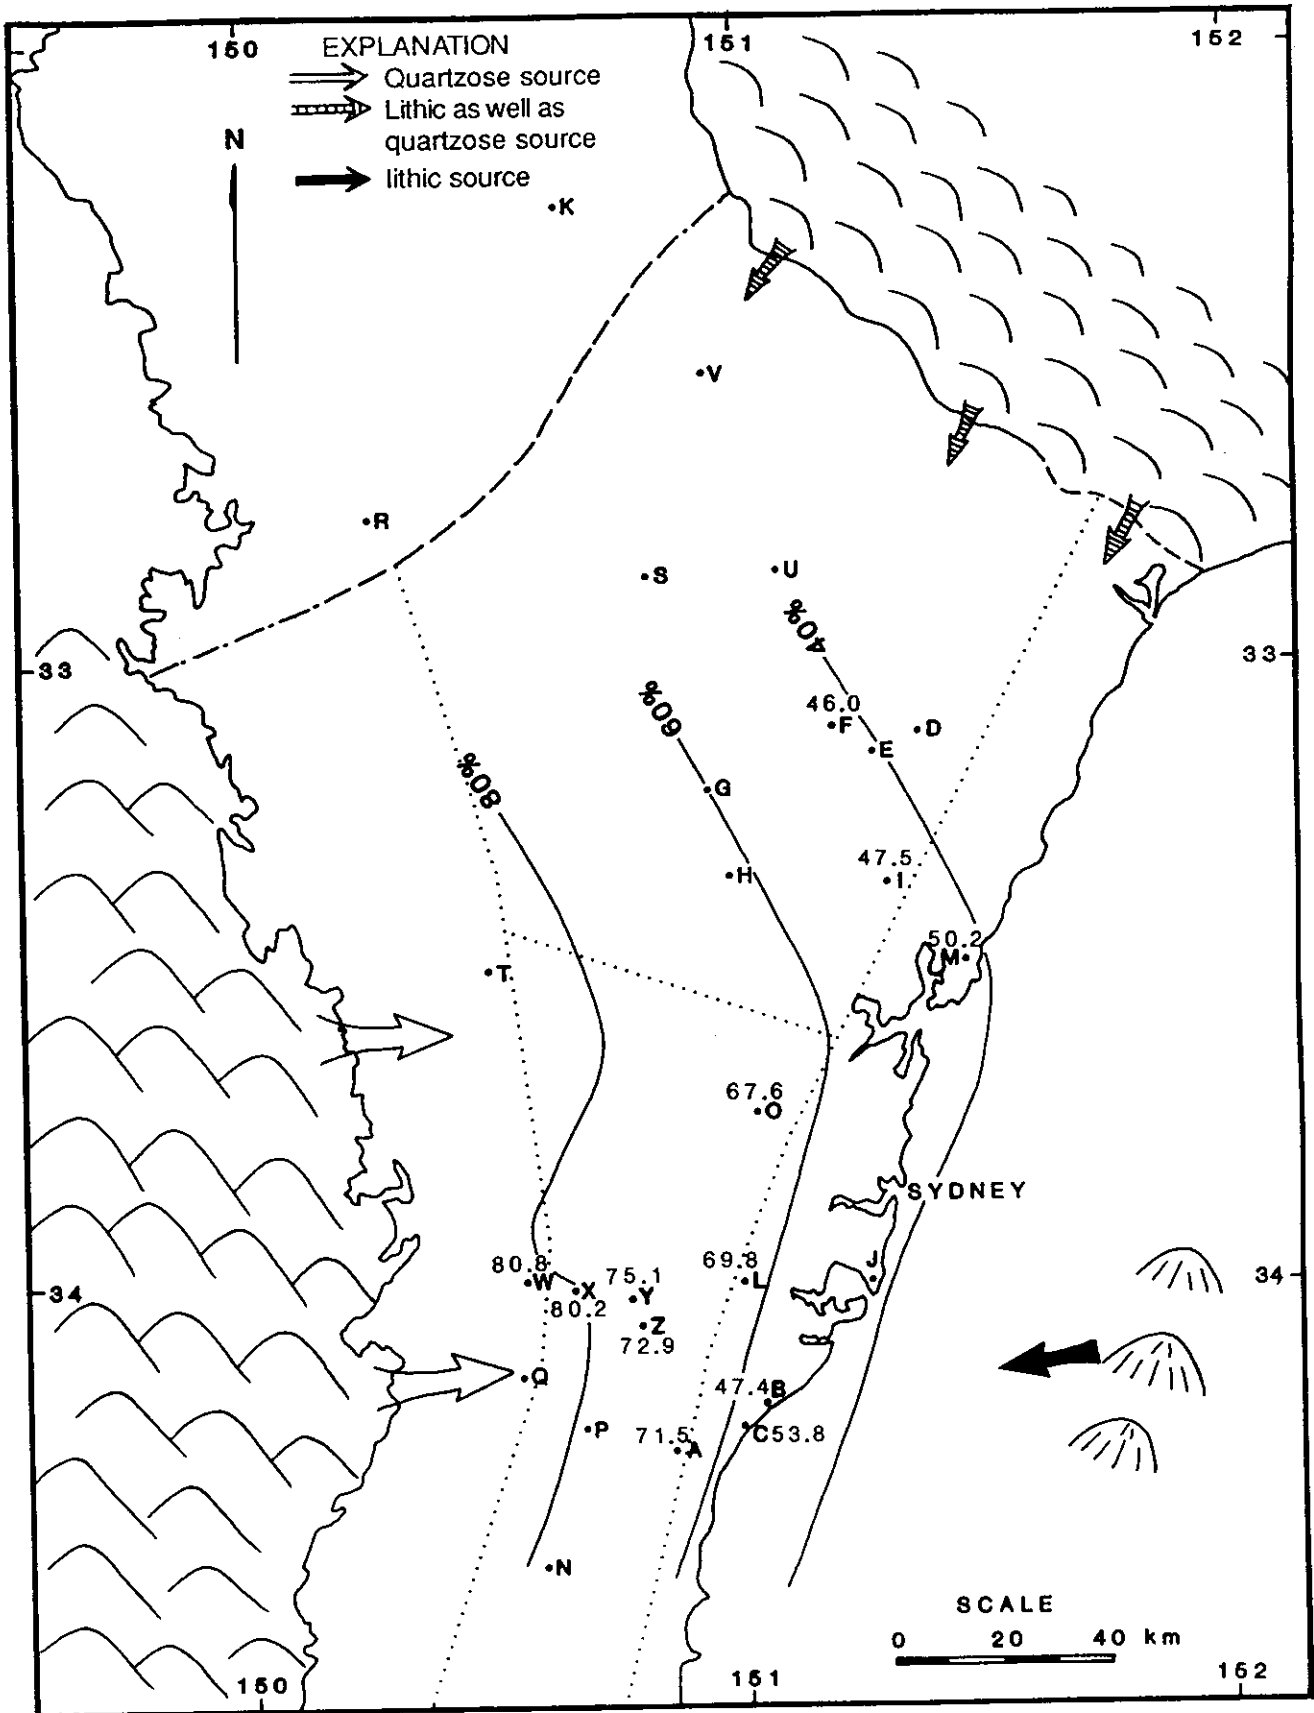 150
151
152
EXPLANATION
Quartzose source
Lithic as well as
quartzose source
lithic source
N
K
V
R
S
U
40%
33
33
60%
46.0
F
D
E
80%
G
47.5
H
I
50.2
M
T
67.6
O
SYDNEY
80.8
W
75.1
69.8
J
34
X
Y
L
34
80.2
Z
72.9
Q
47.4 B
P
71.5
A
C 53.8
N
SCALE
0 20 40 km
150
151
152